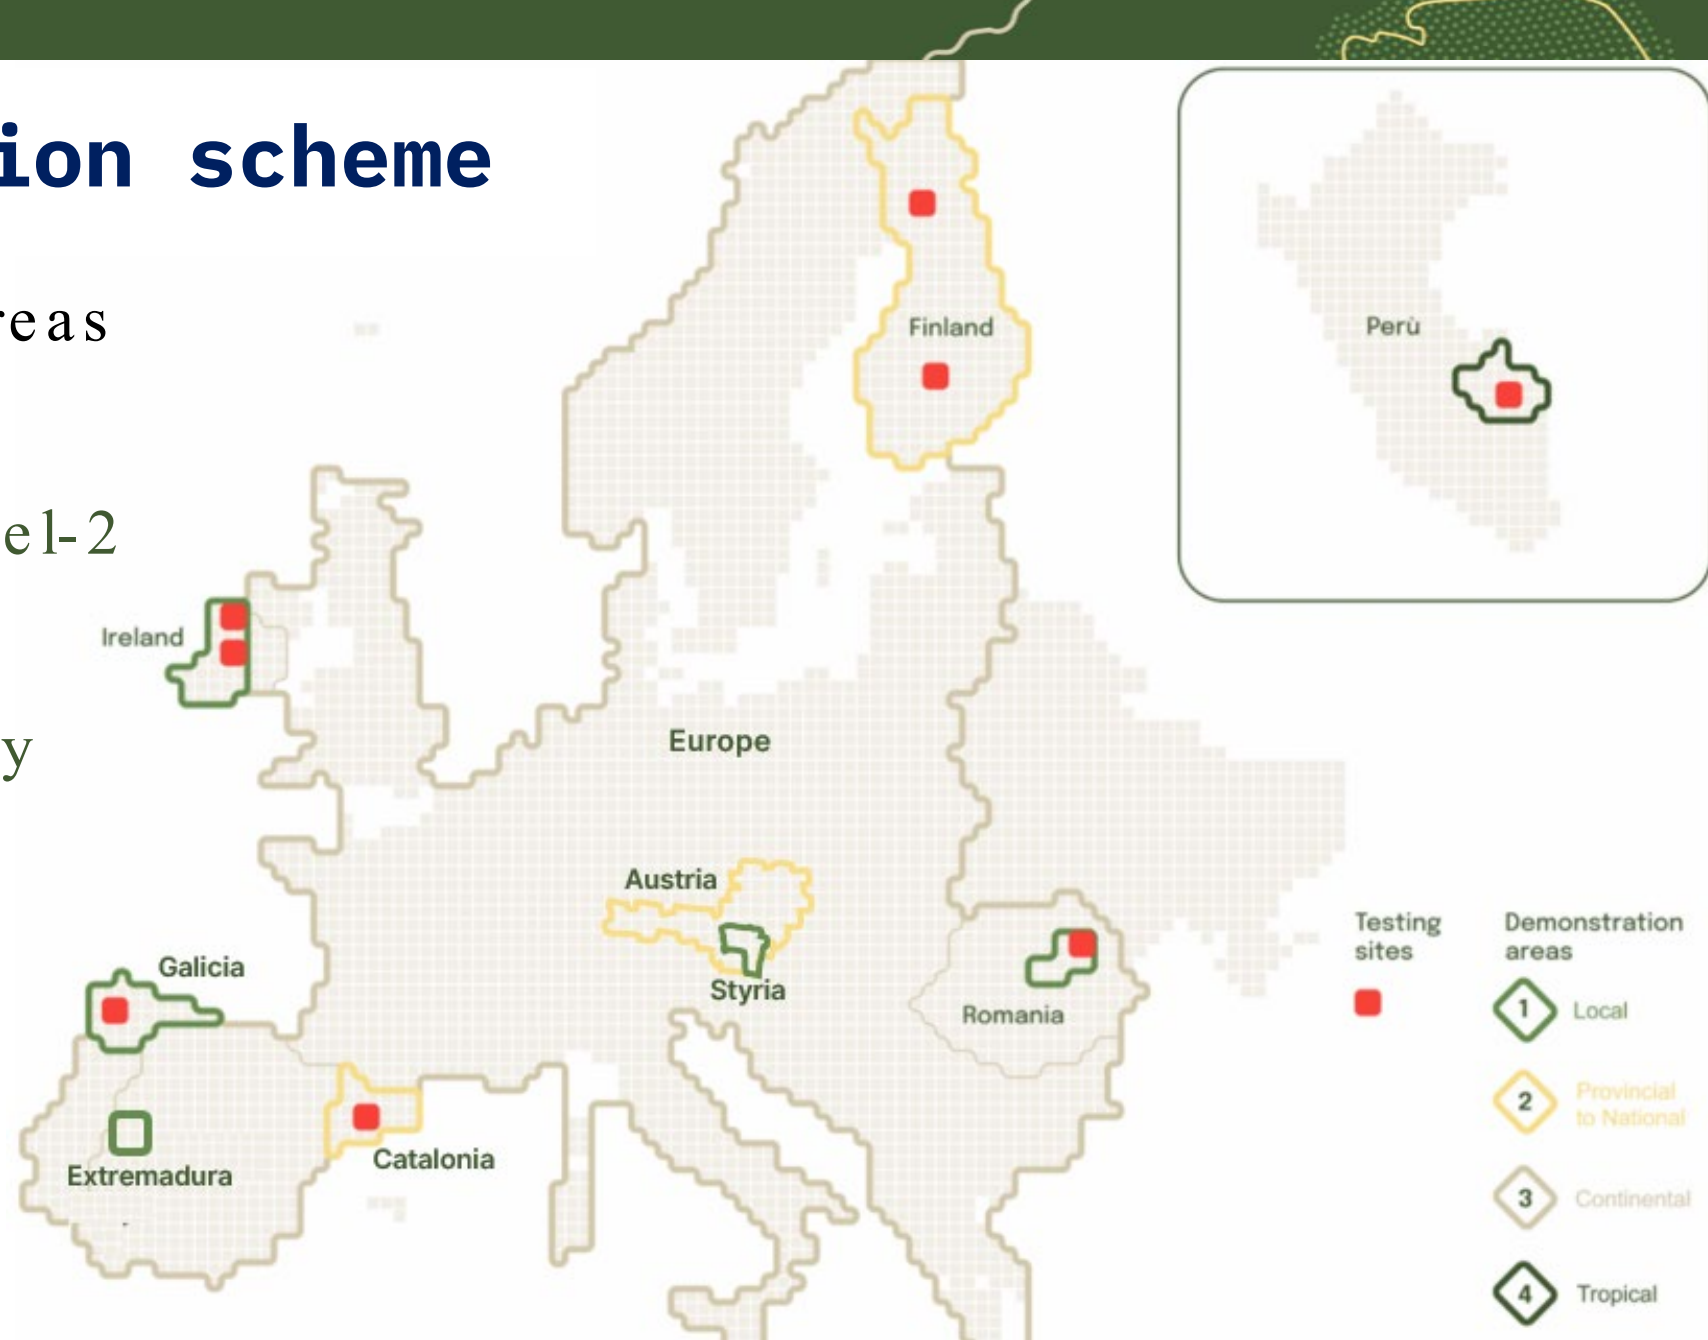 ion scheme
reas
el-2
y
Finland
Perù
Ireland
Europe
Austria
Styria
Galicia
Romania
Extremadura
Catalonia
Testing
sites
Demonstration
areas
1 Local
2 Provincial
to National
3 Continental
4 Tropical